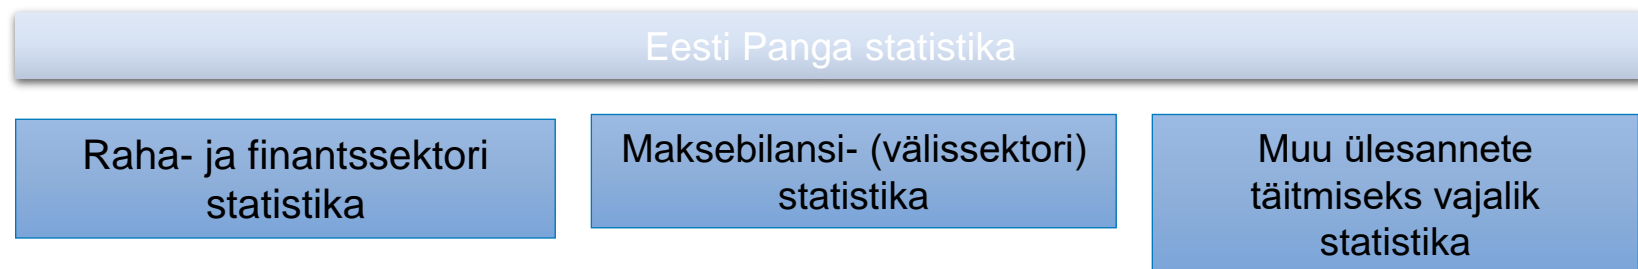 Eesti Panga statistika
Raha- ja finantssektori
statistika
Maksebilansi- (välissektori)
statistika
Muu ülesannete
täitmiseks vajalik
statistika